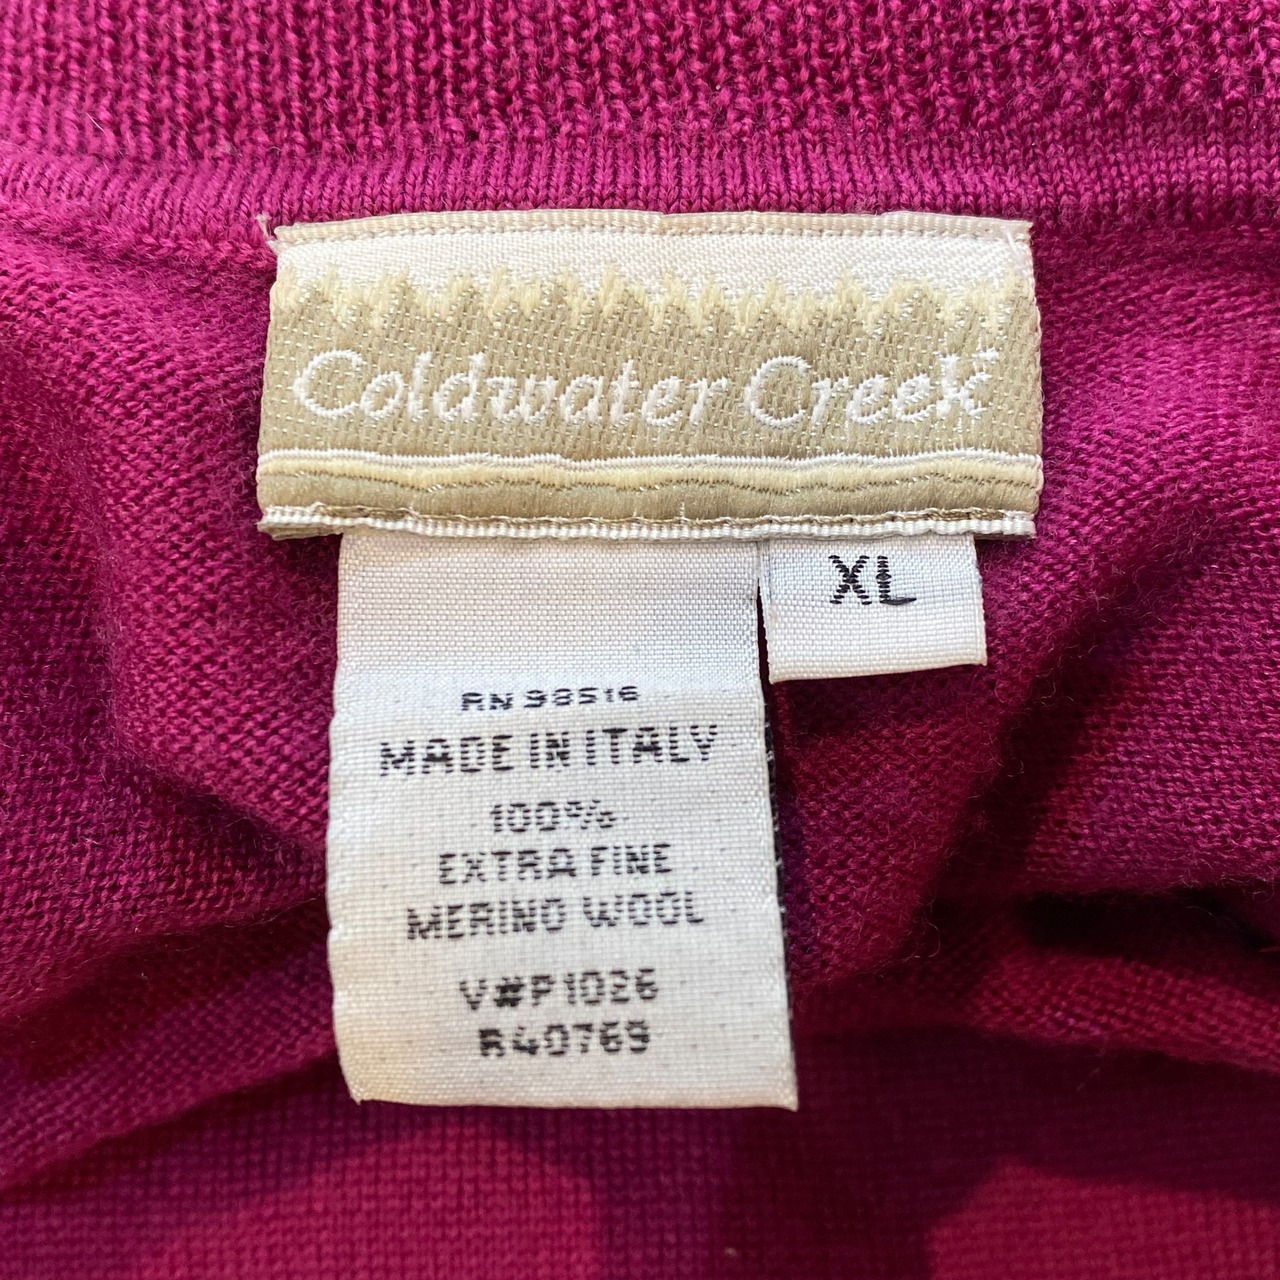 Coldwater Creek
XL
RN 98516
MADE IN ITALY
100%
EXTRA FINE
MERINO WOOL
V#P1026
R40769